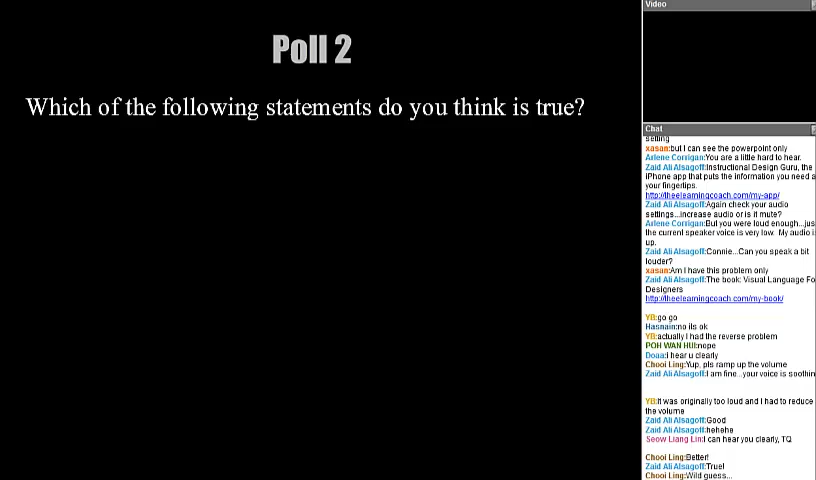 Poll 2
Which of the following statements do you think is true?
Video
Chat
setting
xasan:but I can see the powerpoint only
Arlene Corrigan:You are a little hard to hear.
Zaid Ali Alsagoff:Instructional Design Guru, the
iPhone app that puts the information you need a
your fingertips.
http://theelearningcoach.com/my-app/
Zaid Ali Alsagoff:Again check your audio
settings...increase audio or is it mute?
Arlene Corrigan:But you were loud enough...jus
the current speaker voice is very low. My audio is
up.
Zaid Ali Alsagoff:Connie...Can you speak a bit
louder?
xasan:Am I have this problem only
Zaid Ali Alsagoff:The book: Visual Language Fo
Designers
http://theelearningcoach.com/my-book/
YB:go go
Hasnain:no its ok
YB:actually I had the reverse problem
POH WAN HUI:nope
Doaa:i hear u clearly
Chooi Ling:Yup, pls ramp up the volume
Zaid Ali Alsagoff:I am fine...your voice is soothin
YB:It was originally too loud and I had to reduce
the volume
Zaid Ali Alsagoff:Good
Zaid Ali Alsagoff:hehehe
Seow Liang Lin:I can hear you clearly, TQ
Chooi Ling:Better!
Zaid Ali Alsagoff:True!
Chooi Ling:Wild guess...